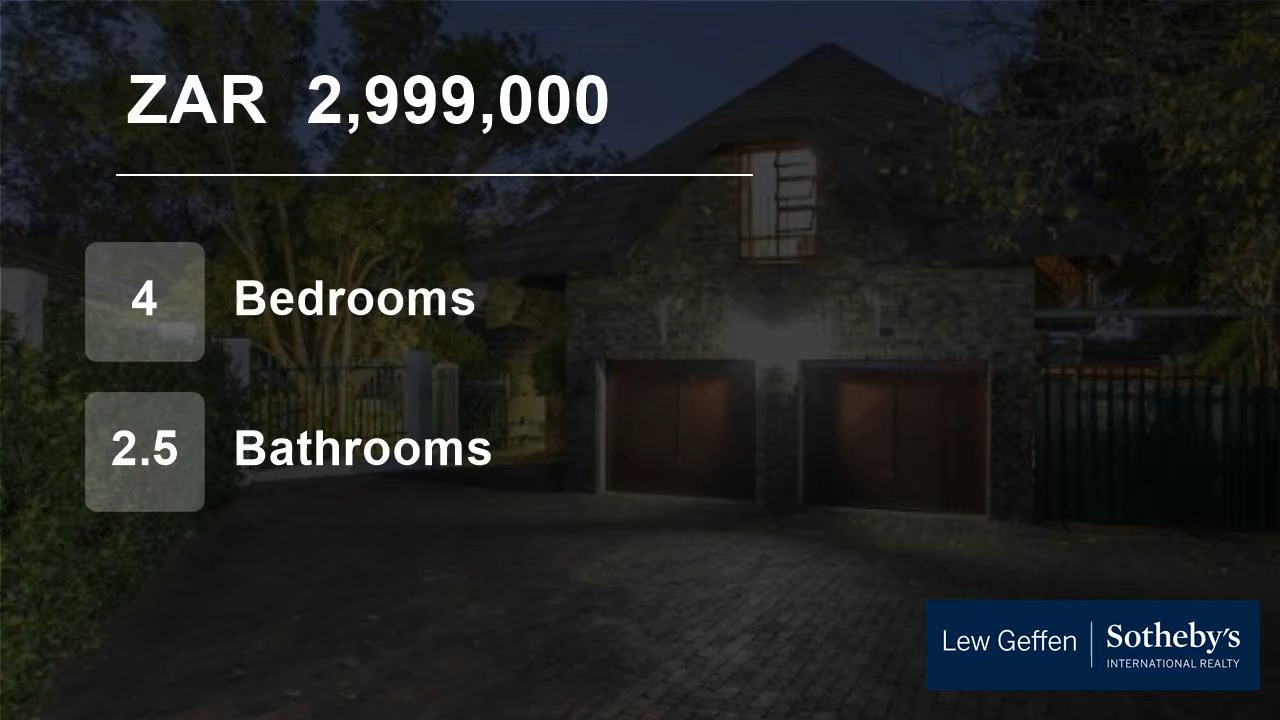 ZAR 2,999,000
4 Bedrooms
2.5 Bathrooms
Lew Geffen
Sotheby's
INTERNATIONAL REALTY